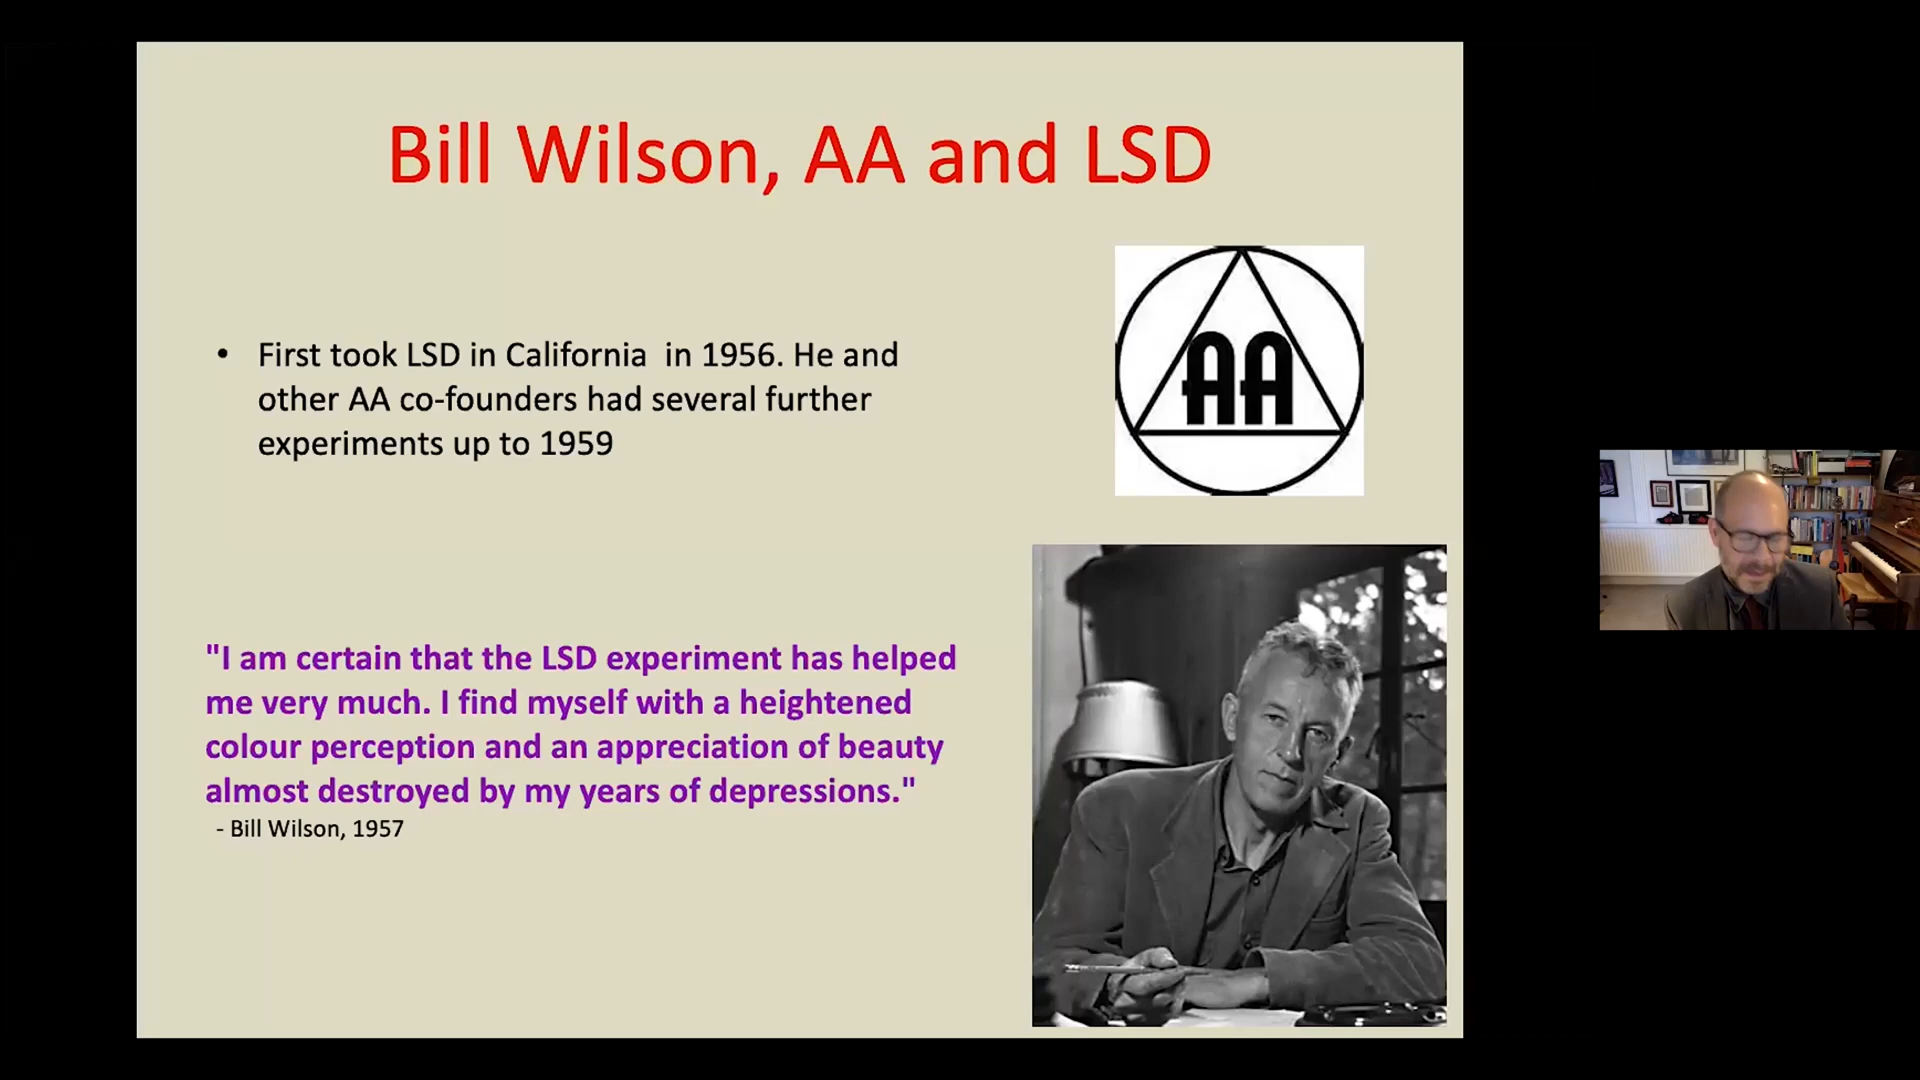 Bill Wilson, AA and LSD
• First took LSD in California  in 1956. He and
other AA co-founders had several further
experiments up to 1959
AA
"I am certain that the LSD experiment has helped
me very much. I find myself with a heightened
colour perception and an appreciation of beauty
almost destroyed by my years of depressions."
- Bill Wilson, 1957